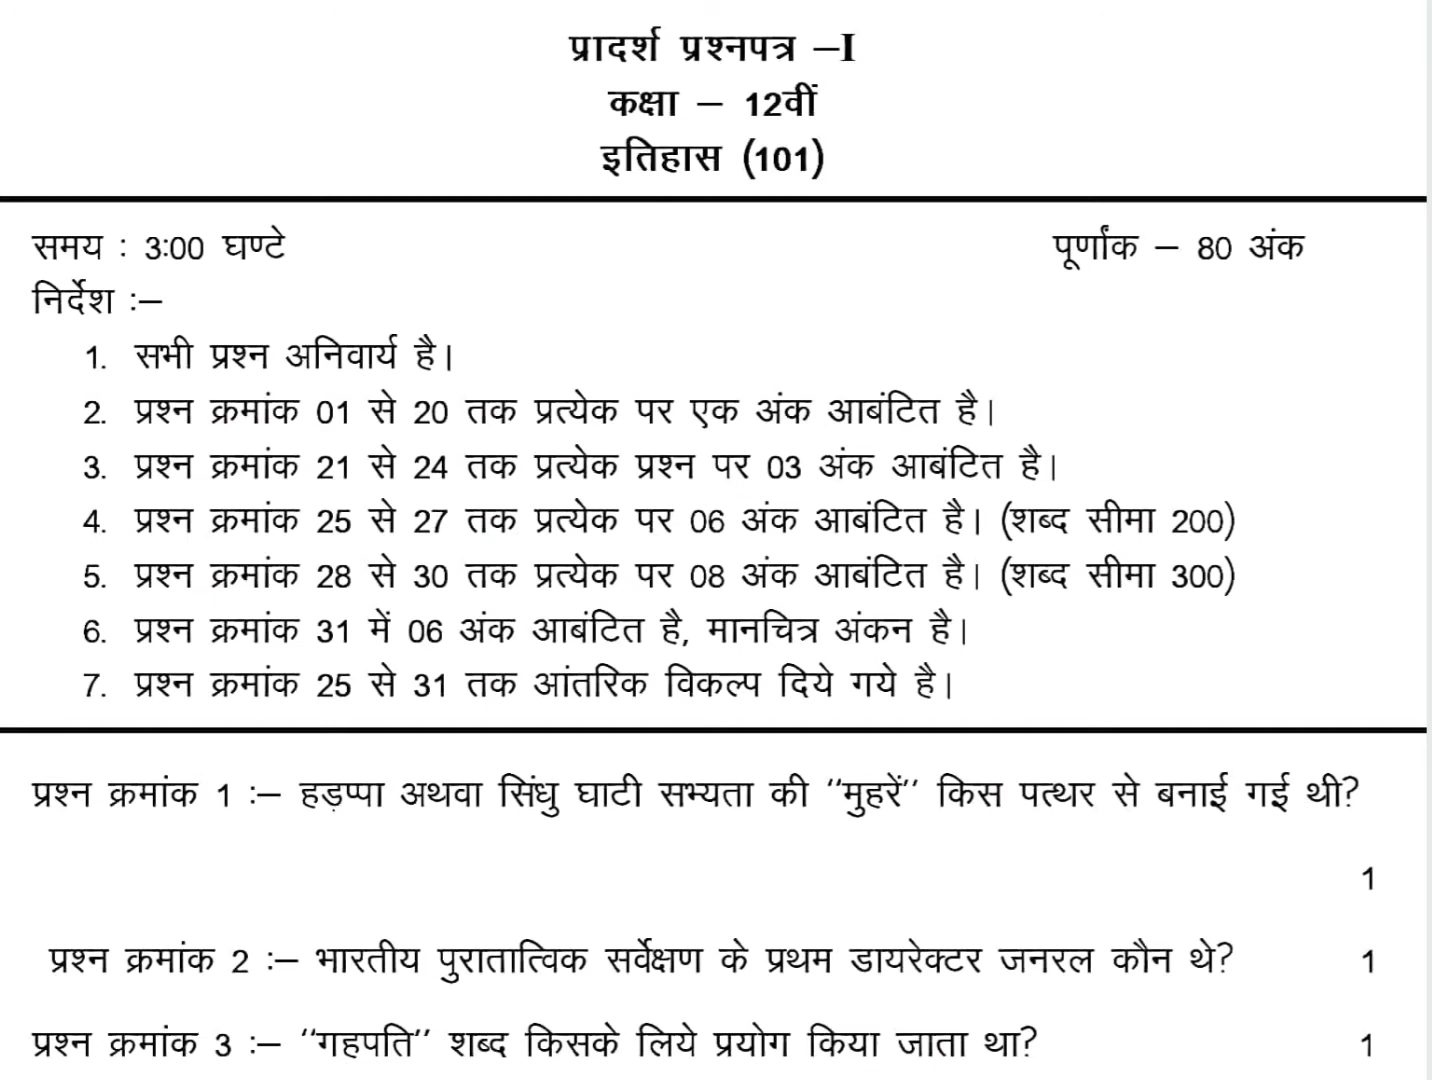 प्रादर्श प्रश्नपत्र –I
कक्षा – 12वीं
इतिहास (101)
समय : 3:00 घण्टे पूर्णांक – 80 अंक
निर्देश :–
1. सभी प्रश्न अनिवार्य है।
2. प्रश्न क्रमांक 01 से 20 तक प्रत्येक पर एक अंक आबंटित है।
3. प्रश्न क्रमांक 21 से 24 तक प्रत्येक प्रश्न पर 03 अंक आबंटित है।
4. प्रश्न क्रमांक 25 से 27 तक प्रत्येक पर 06 अंक आबंटित है। (शब्द सीमा 200)
5. प्रश्न क्रमांक 28 से 30 तक प्रत्येक पर 08 अंक आबंटित है। (शब्द सीमा 300)
6. प्रश्न क्रमांक 31 में 06 अंक आबंटित है, मानचित्र अंकन है।
7. प्रश्न क्रमांक 25 से 31 तक आंतरिक विकल्प दिये गये है।
प्रश्न क्रमांक 1 :– हड़प्पा अथवा सिंधु घाटी सभ्यता की ‘‘मुहरें’’ किस पत्थर से बनाई गई थी?
1
प्रश्न क्रमांक 2 :– भारतीय पुरातात्विक सर्वेक्षण के प्रथम डायरेक्टर जनरल कौन थे? 1
प्रश्न क्रमांक 3 :– ‘‘गहपति’’ शब्द किसके लिये प्रयोग किया जाता था? 1